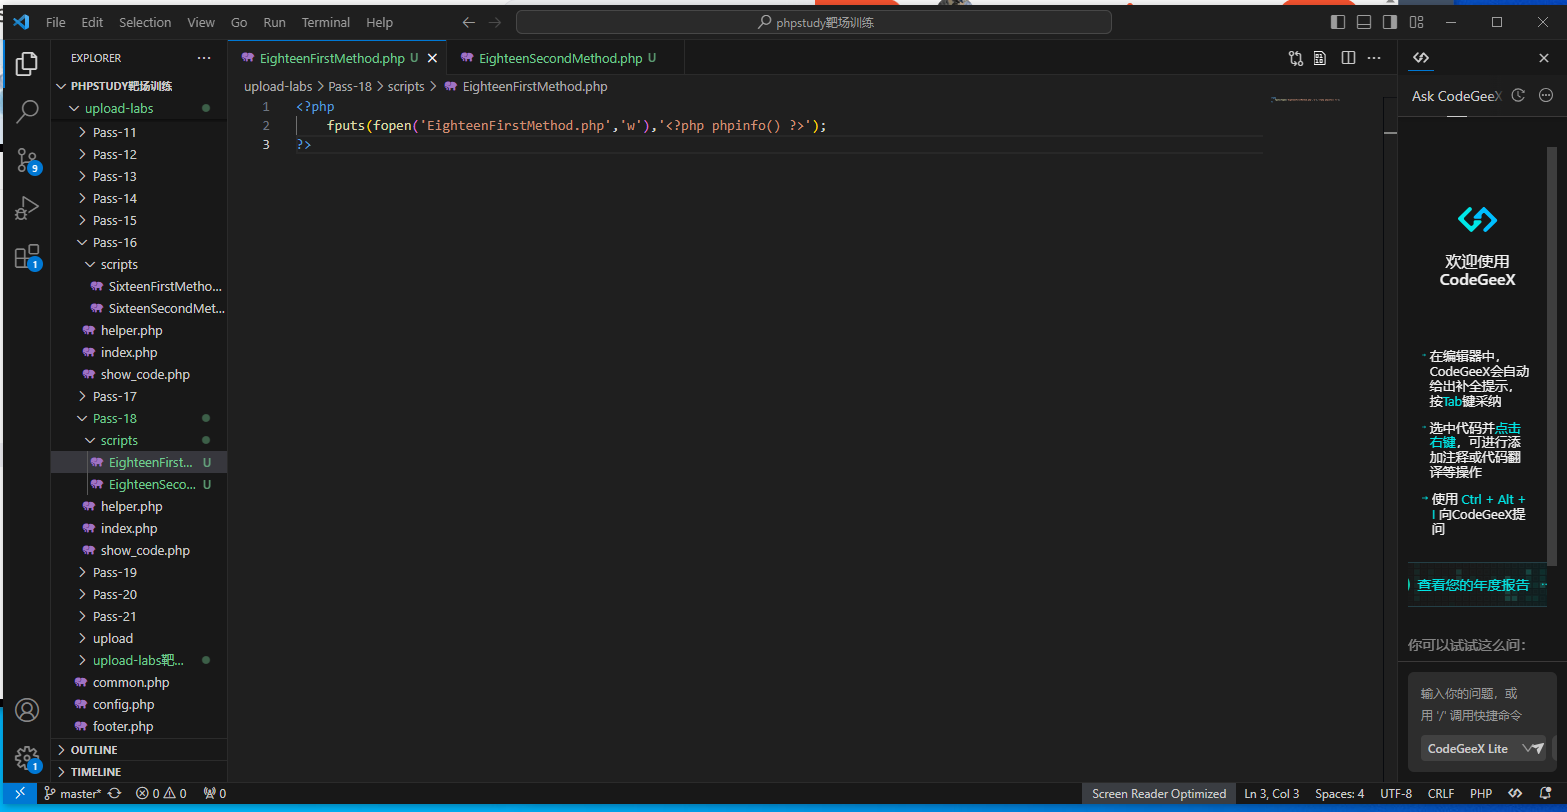 File Edit Selection View Go Run Terminal Help
phpstudy靶场训练
EXPLORER
PHPSTUDY靶场训练
upload-labs
Pass-11
Pass-12
Pass-13
Pass-14
Pass-15
Pass-16
scripts
SixteenFirstMetho...
SixteenSecondMet...
helper.php
index.php
show_code.php
Pass-17
Pass-18
scripts
EighteenFirst... U
EighteenSeco... U
helper.php
index.php
show_code.php
Pass-19
Pass-20
Pass-21
upload
upload-labs靶...
common.php
config.php
footer.php
OUTLINE
TIMELINE
9
1
1
EighteenFirstMethod.php U
EighteenSecondMethod.php U
upload-labs > Pass-18 > scripts > EighteenFirstMethod.php
1 <?php
2 fputs(fopen('EighteenFirstMethod.php','w'),'<?php phpinfo() ?>');
3 ?>
Ask CodeGeeX
欢迎使用
CodeGeeX
在编辑器中，
CodeGeeX会自动
给出补全提示，
按Tab键采纳
选中代码并点击
右键，可进行添
加注释或代码翻
译等操作
使用 Ctrl + Alt +
I 向CodeGeeX提
问
查看您的年度报告
你可以试试这么问：
输入你的问题，或
用 '/' 调用快捷命令
CodeGeeX Lite
master* 0 0 0
Screen Reader Optimized Ln 3, Col 3 Spaces: 4 UTF-8 CRLF PHP